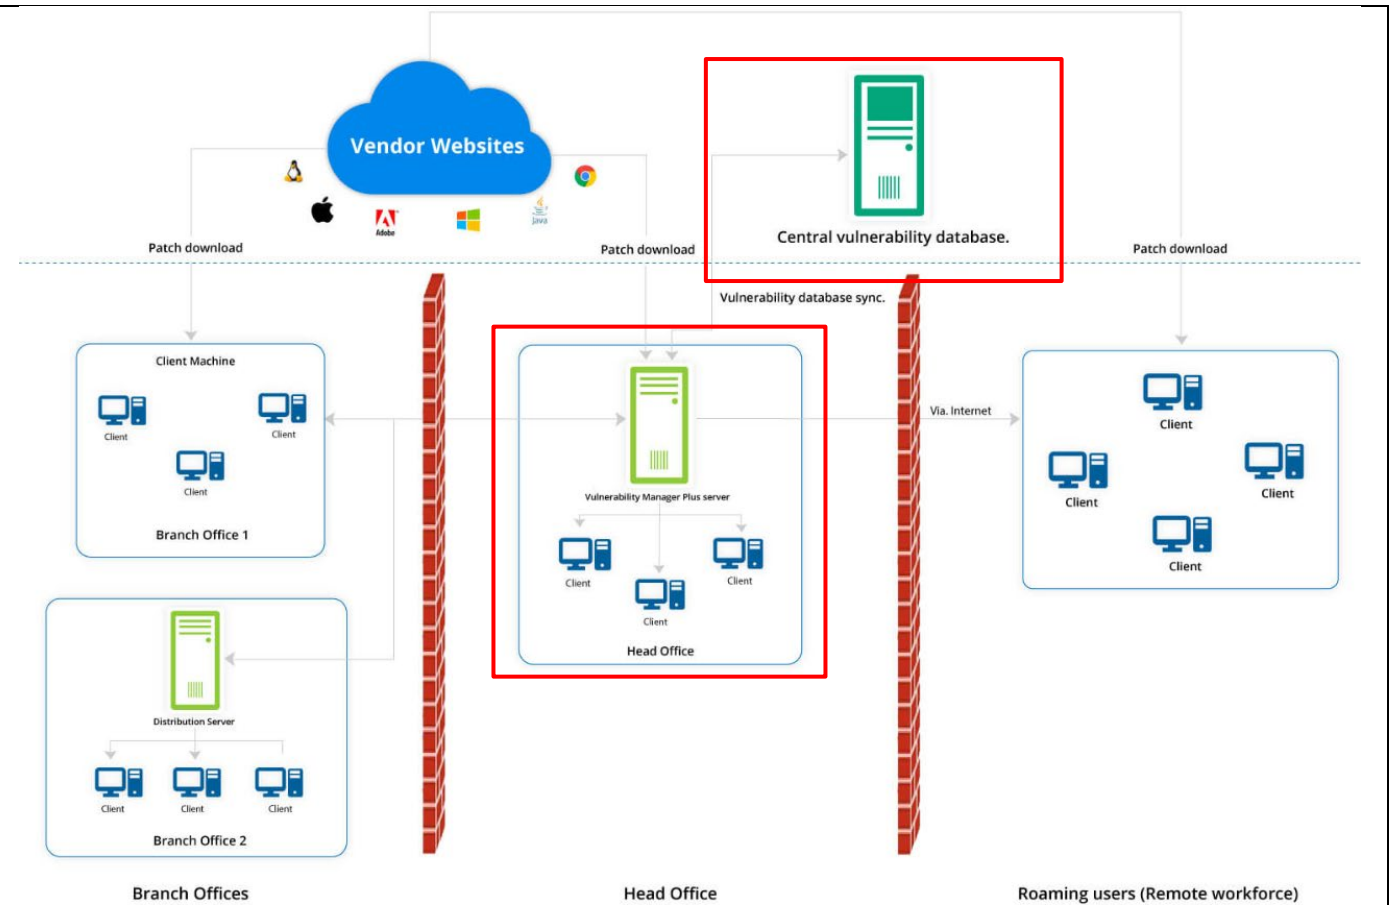 Vendor Websites
Adobe
Java
Central vulnerability database.
Patch download
Patch download
Patch download
Vulnerability database sync.
Client Machine
Client
Client
Client
Branch Office 1
Vulnerability Manager Plus server
Client
Client
Client
Head Office
Via. Internet
Client
Client
Client
Client
Distribution Server
Client
Client
Client
Branch Office 2
Branch Offices
Head Office
Roaming users (Remote workforce)